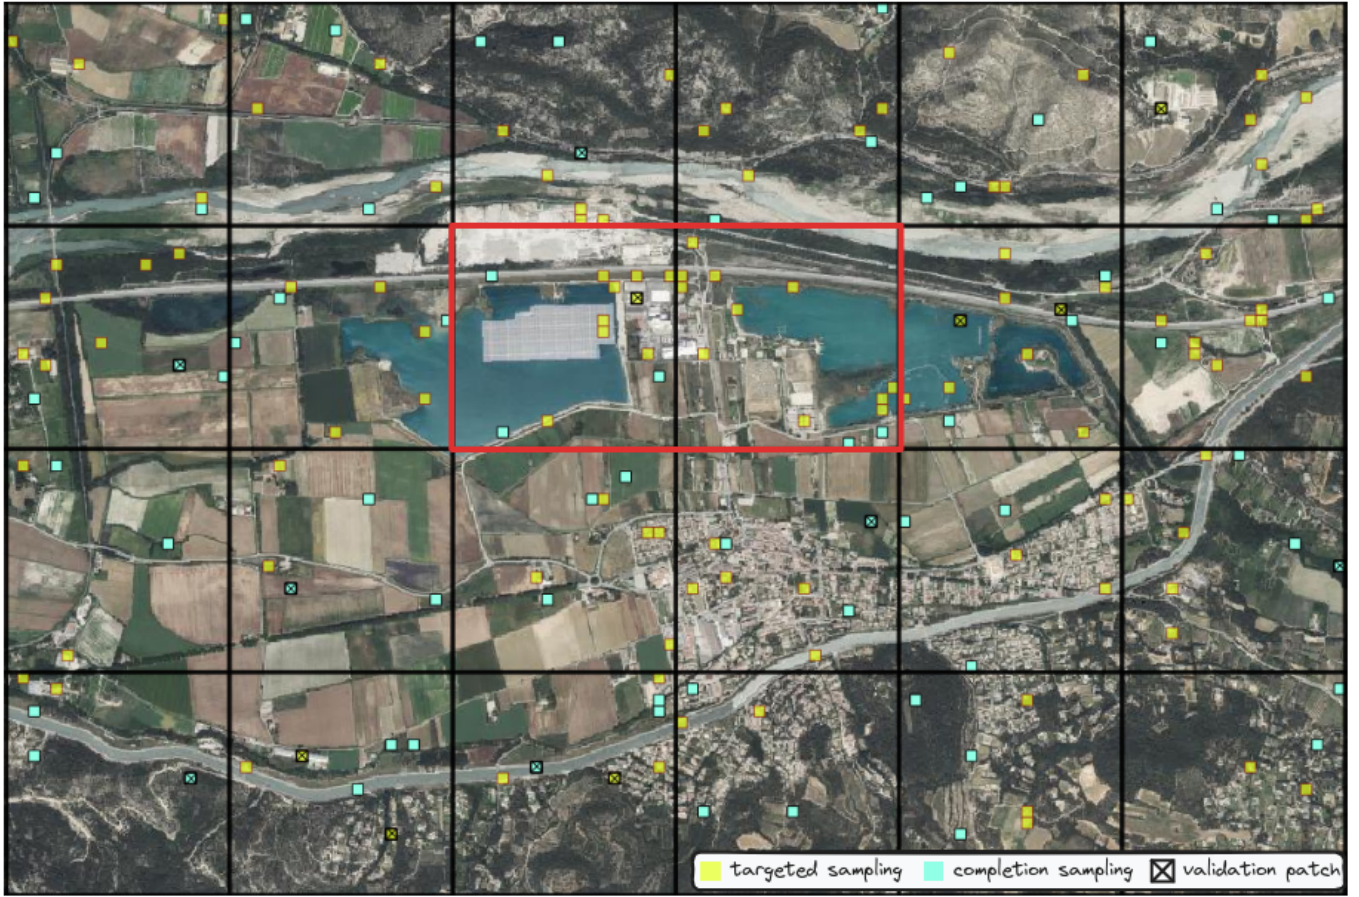 targeted sampling
completion sampling
validation patch